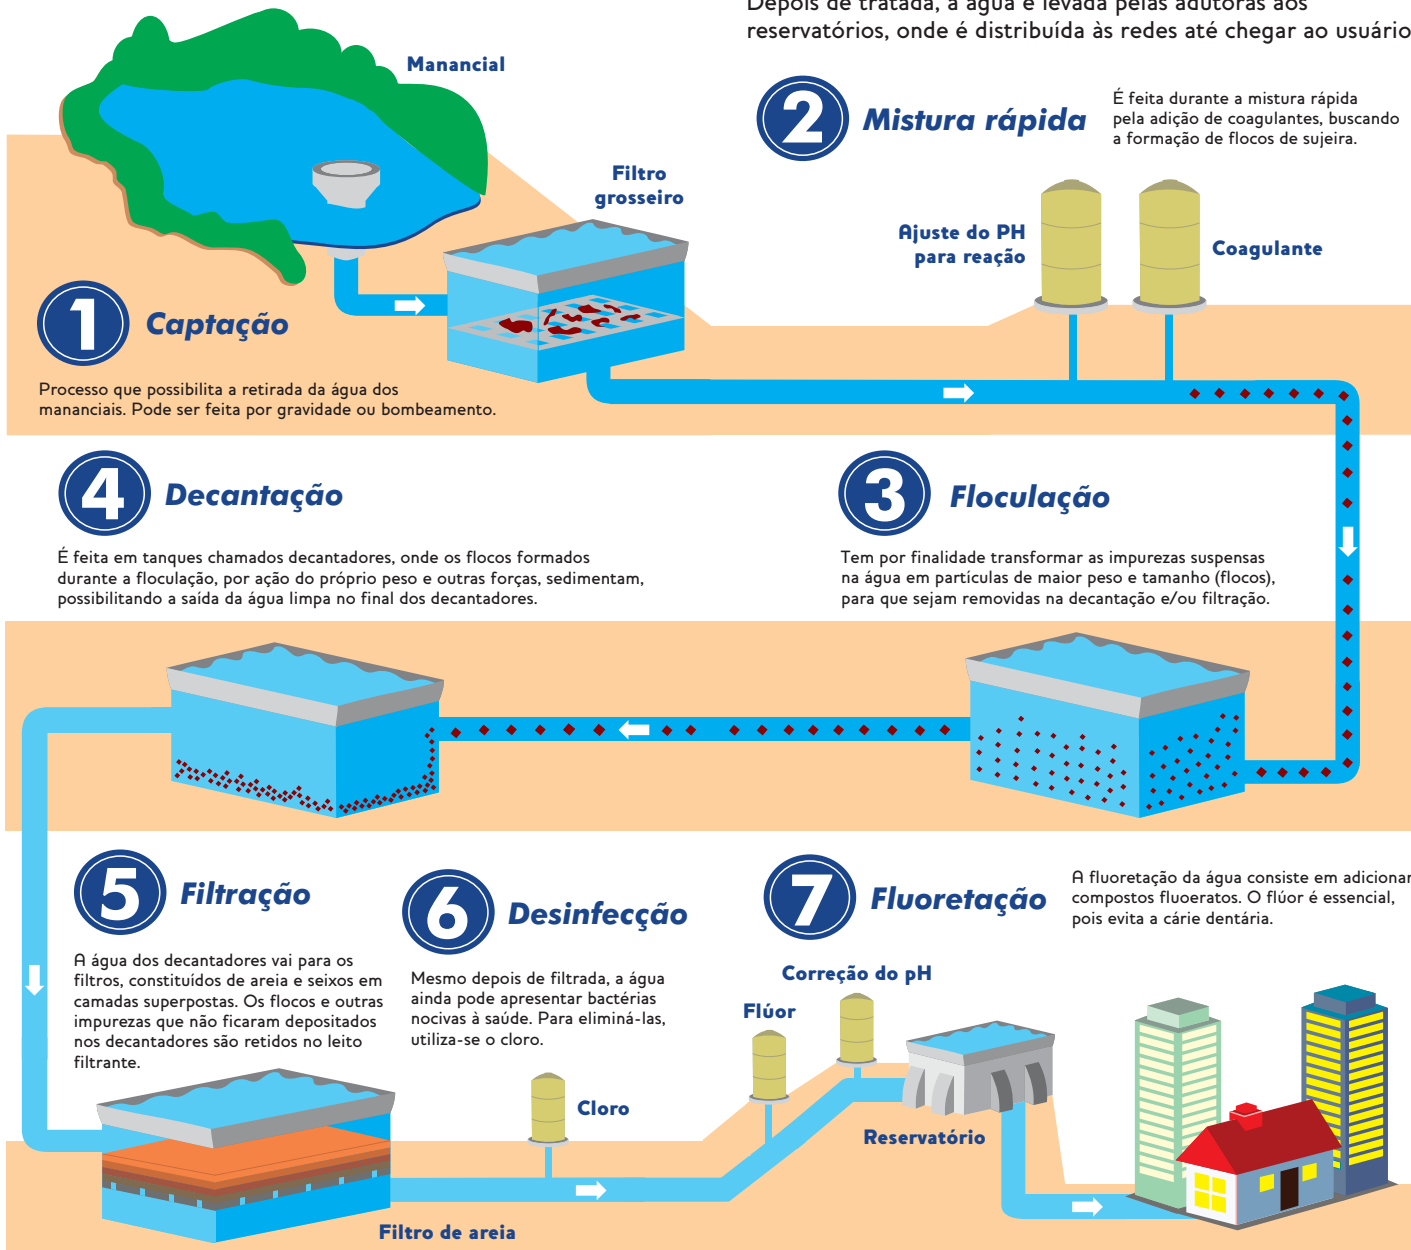 Depois de tratada, a água é levada pelas adutoras aos
reservatórios, onde é distribuída às redes até chegar ao usuário
Manancial
Filtro
grosseiro
1
Captação
Processo que possibilita a retirada da água dos
mananciais. Pode ser feita por gravidade ou bombeamento.
2
Mistura rápida
É feita durante a mistura rápida
pela adição de coagulantes, buscando
a formação de flocos de sujeira.
Ajuste do PH
para reação
Coagulante
4
Decantação
É feita em tanques chamados decantadores, onde os flocos formados
durante a floculação, por ação do próprio peso e outras forças, sedimentam,
possibilitando a saída da água limpa no final dos decantadores.
3
Floculação
Tem por finalidade transformar as impurezas suspensas
na água em partículas de maior peso e tamanho (flocos),
para que sejam removidas na decantação e/ou filtração.
5
Filtração
A água dos decantadores vai para os
filtros, constituídos de areia e seixos em
camadas superpostas. Os flocos e outras
impurezas que não ficaram depositados
nos decantadores são retidos no leito
filtrante.
Filtro de areia
6
Desinfecção
Mesmo depois de filtrada, a água
ainda pode apresentar bactérias
nocivas à saúde. Para eliminá-las,
utiliza-se o cloro.
Cloro
7
Fluoretação
A fluoretação da água consiste em adicionar
compostos fluoeratos. O flúor é essencial,
pois evita a cárie dentária.
Correção do pH
Flúor
Reservatório